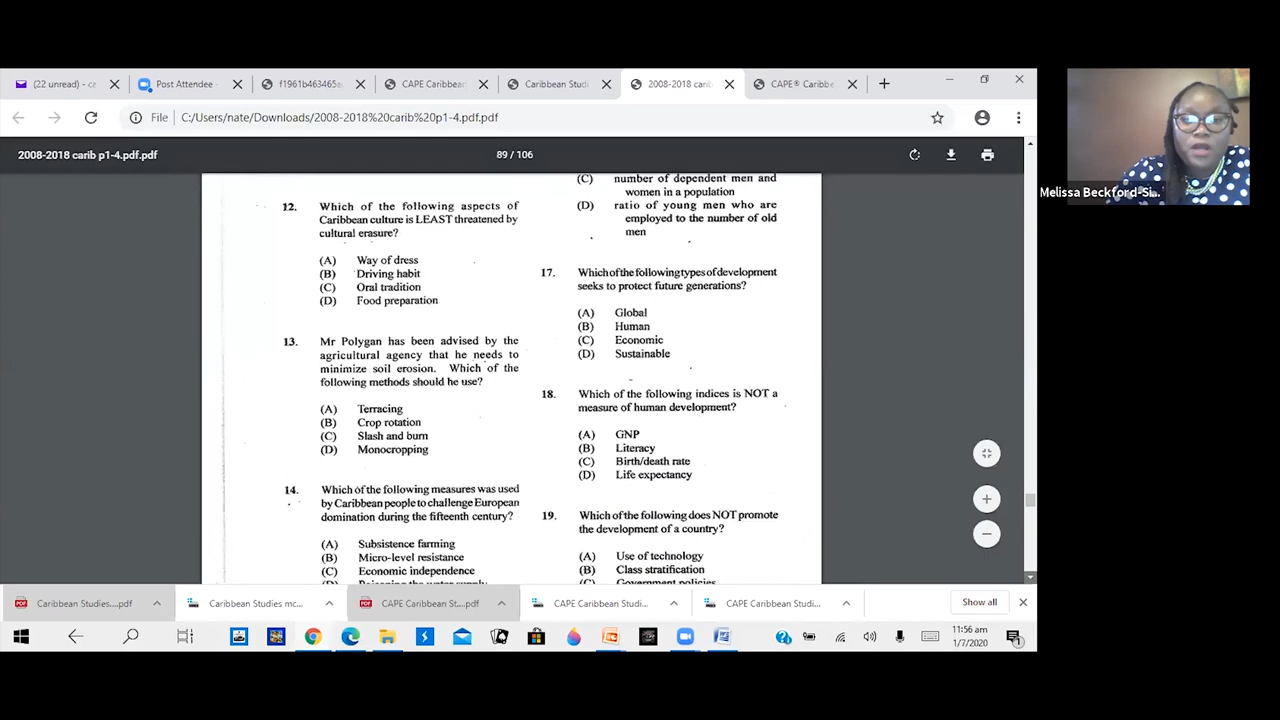 (22 unread) - ca
Post Attendee -
f1961b463465a
CAPE Caribbean
Caribbean Studi
2008-2018 carib
CAPE® Caribbe
File
C:/Users/nate/Downloads/2008-2018%20carib%20p1-4.pdf.pdf
2008-2018 carib p1-4.pdf.pdf
89 / 106
12. Which of the following aspects of
Caribbean culture is LEAST threatened by
cultural erasure?
(A) Way of dress
(B) Driving habit
(C) Oral tradition
(D) Food preparation
13. Mr Polygan has been advised by the
agricultural agency that he needs to
minimize soil erosion. Which of the
following methods should he use?
(A) Terracing
(B) Crop rotation
(C) Slash and burn
(D) Monocropping
14. Which of the following measures was used
by Caribbean people to challenge European
domination during the fifteenth century?
(A) Subsistence farming
(B) Micro-level resistance
(C) Economic independence
(D) Poisoning the water supply
(C) number of dependent men and
women in a population
(D) ratio of young men who are
employed to the number of old
men
17. Which of the following types of development
seeks to protect future generations?
(A) Global
(B) Human
(C) Economic
(D) Sustainable
18. Which of the following indices is NOT a
measure of human development?
(A) GNP
(B) Literacy
(C) Birth/death rate
(D) Life expectancy
19. Which of the following does NOT promote
the development of a country?
(A) Use of technology
(B) Class stratification
(C) Government policies
Melissa Beckford-Si...
Caribbean Studies....pdf
Caribbean Studies mc....
CAPE Caribbean St....pdf
CAPE Caribbean Studi...
CAPE Caribbean Studi...
Show all
11:56 am
1/7/2020